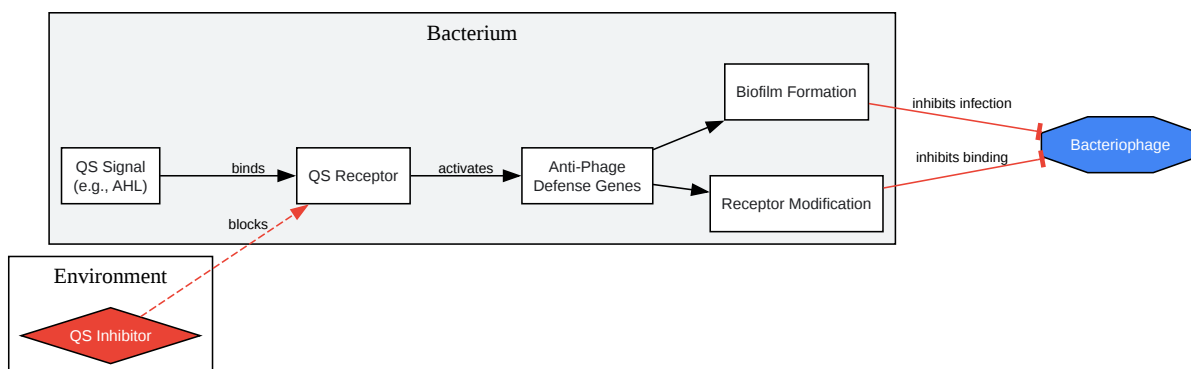 Bacterium
Biofilm Formation
inhibits infection
Bacteriophage
QS Signal
(e.g., AHL)
binds
QS Receptor
activates
Anti-Phage
Defense Genes
inhibits binding
Receptor Modification
blocks
Environment
QS Inhibitor